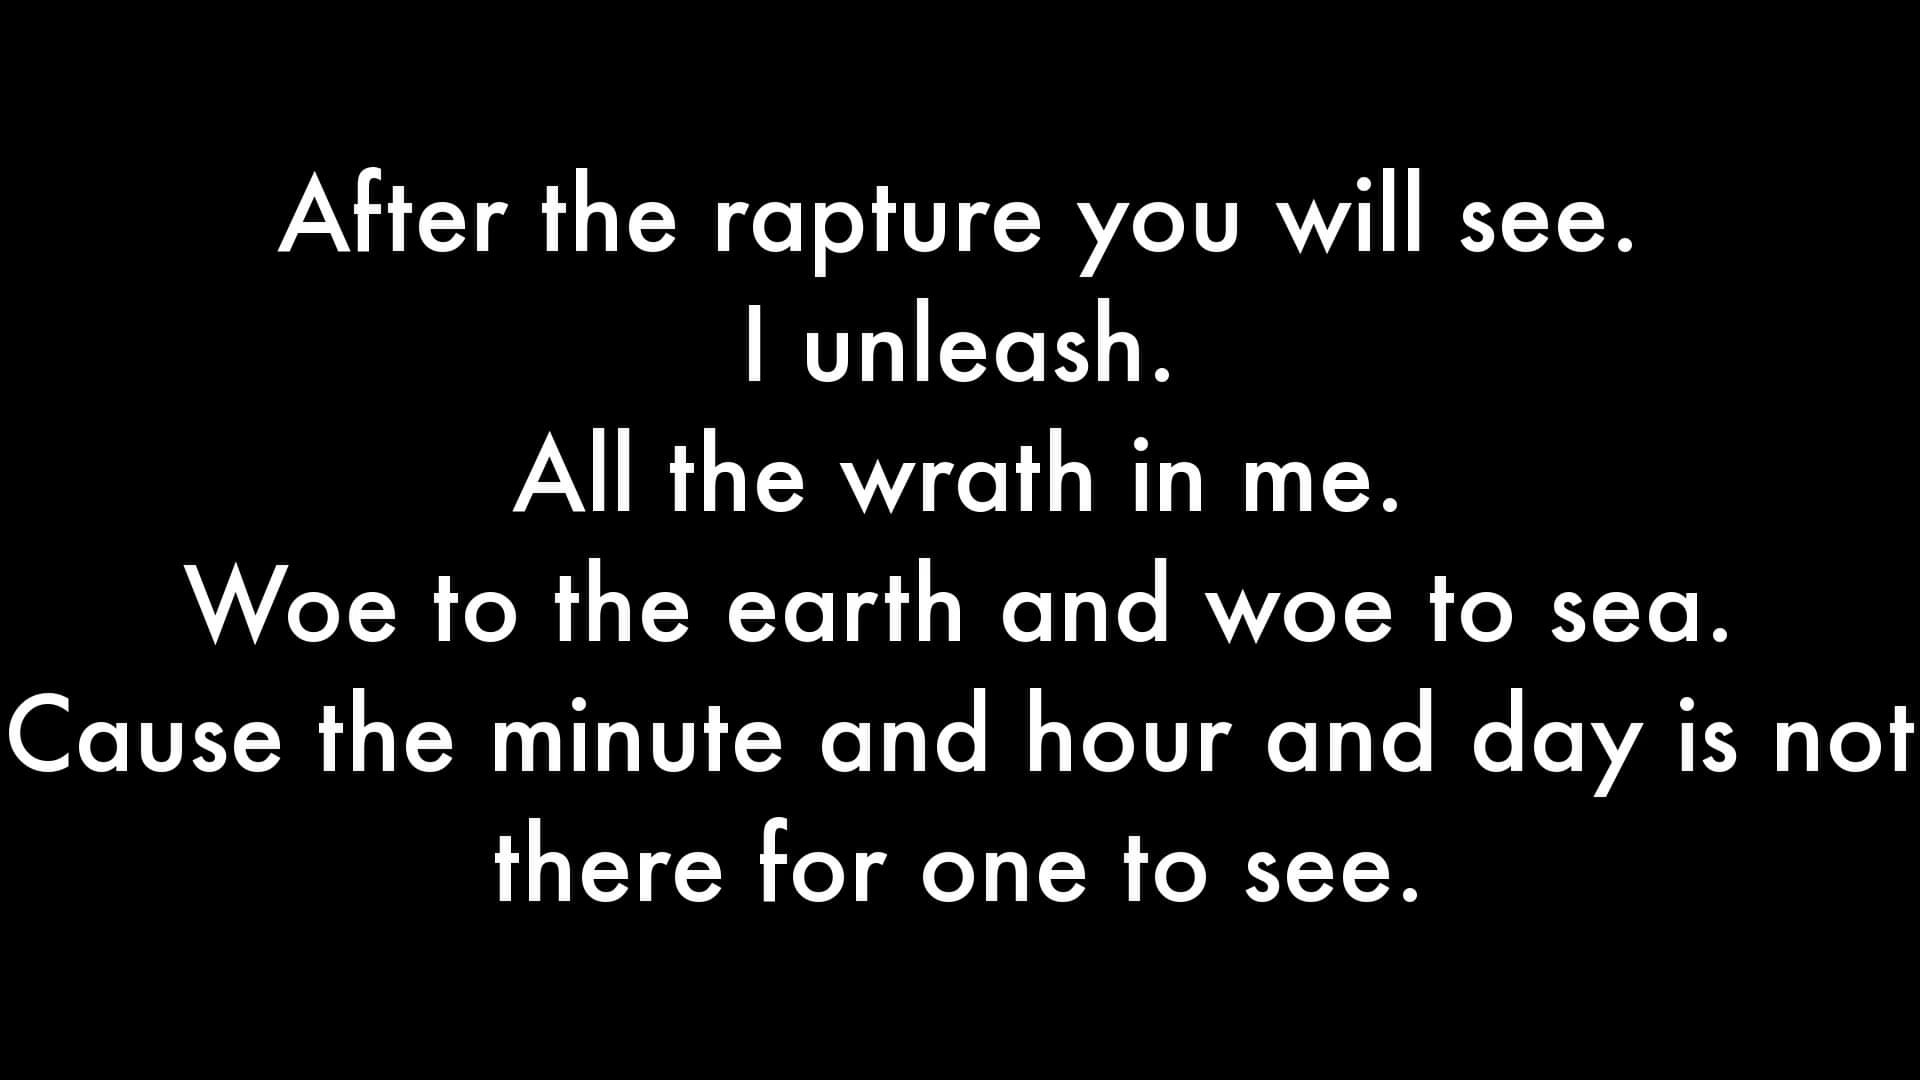 After the rapture you will see.
I unleash.
All the wrath in me.
Woe to the earth and woe to sea.
Cause the minute and hour and day is not
there for one to see.